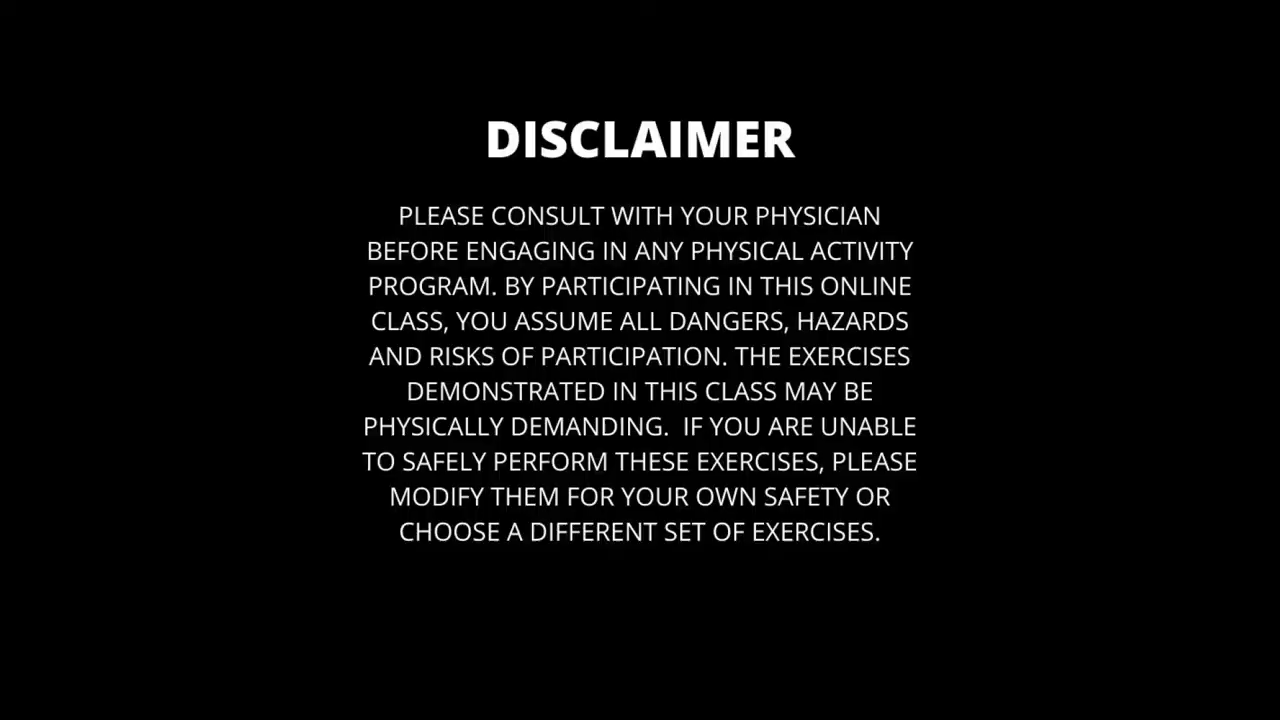 DISCLAIMER
PLEASE CONSULT WITH YOUR PHYSICIAN
BEFORE ENGAGING IN ANY PHYSICAL ACTIVITY
PROGRAM. BY PARTICIPATING IN THIS ONLINE
CLASS, YOU ASSUME ALL DANGERS, HAZARDS
AND RISKS OF PARTICIPATION. THE EXERCISES
DEMONSTRATED IN THIS CLASS MAY BE
PHYSICALLY DEMANDING.  IF YOU ARE UNABLE
TO SAFELY PERFORM THESE EXERCISES, PLEASE
MODIFY THEM FOR YOUR OWN SAFETY OR
CHOOSE A DIFFERENT SET OF EXERCISES.